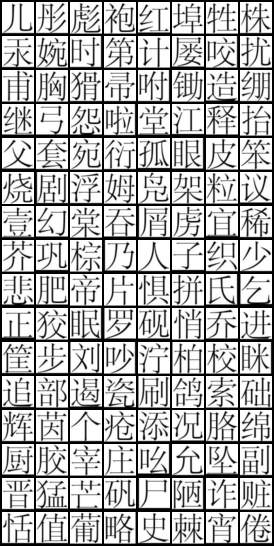 儿彤彪袍红埠牲株
汞婉时第计屡咬扰
甫胸猾帚咐锄造绷
继弓怨啦堂江释抬
父套宛衍孤眼皮笨
烧剧浮姆凫架粒议
壹幻棠吞屑虏宜稀
芥巩棕乃人子织少
悲肥帝片惧拼氏乞
正狡眠罗砚悄乔进
筐步刘吵泞柏校眯
追部遏瓷刷鸽索础
辉茵个疮添况胳绵
厨胶宰庄吆允坠副
晋猛芒矾尸陋诈赃
恬值葡略史棘宵倦